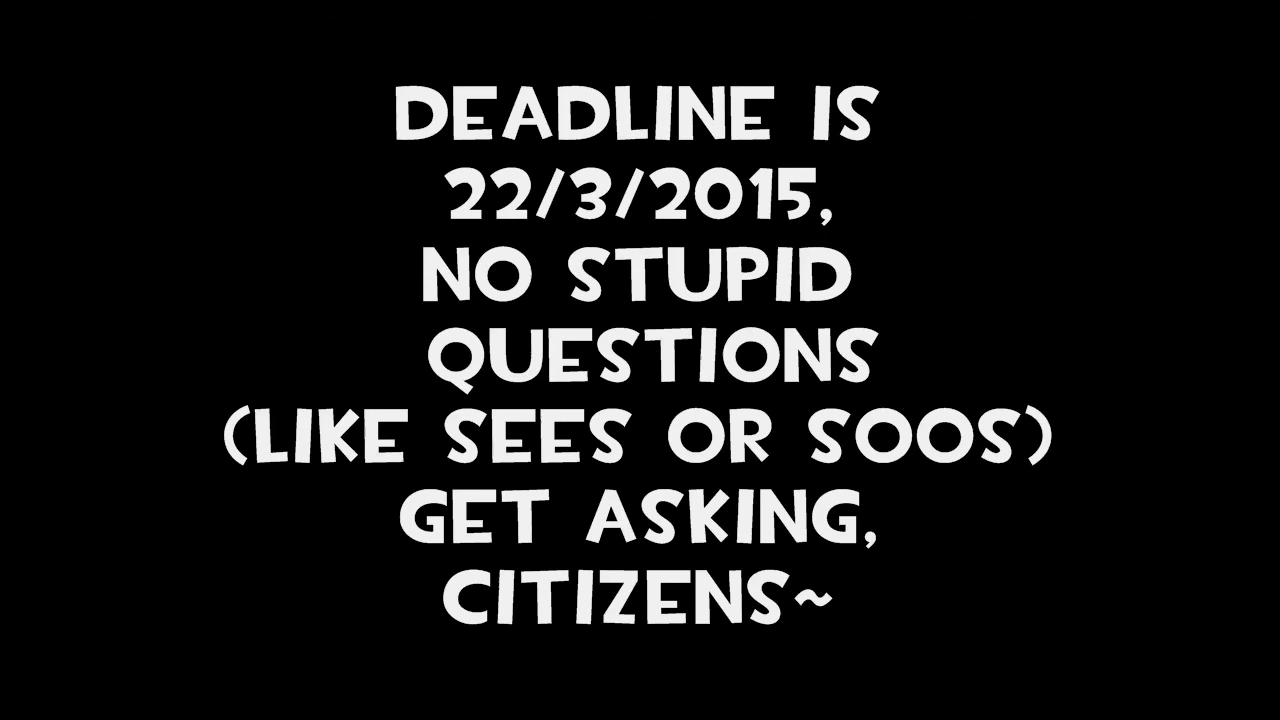 DEADLINE IS
22/3/2015,
NO STUPID
QUESTIONS
(LIKE SEES OR SOOS)
GET ASKING,
CITIZENS~